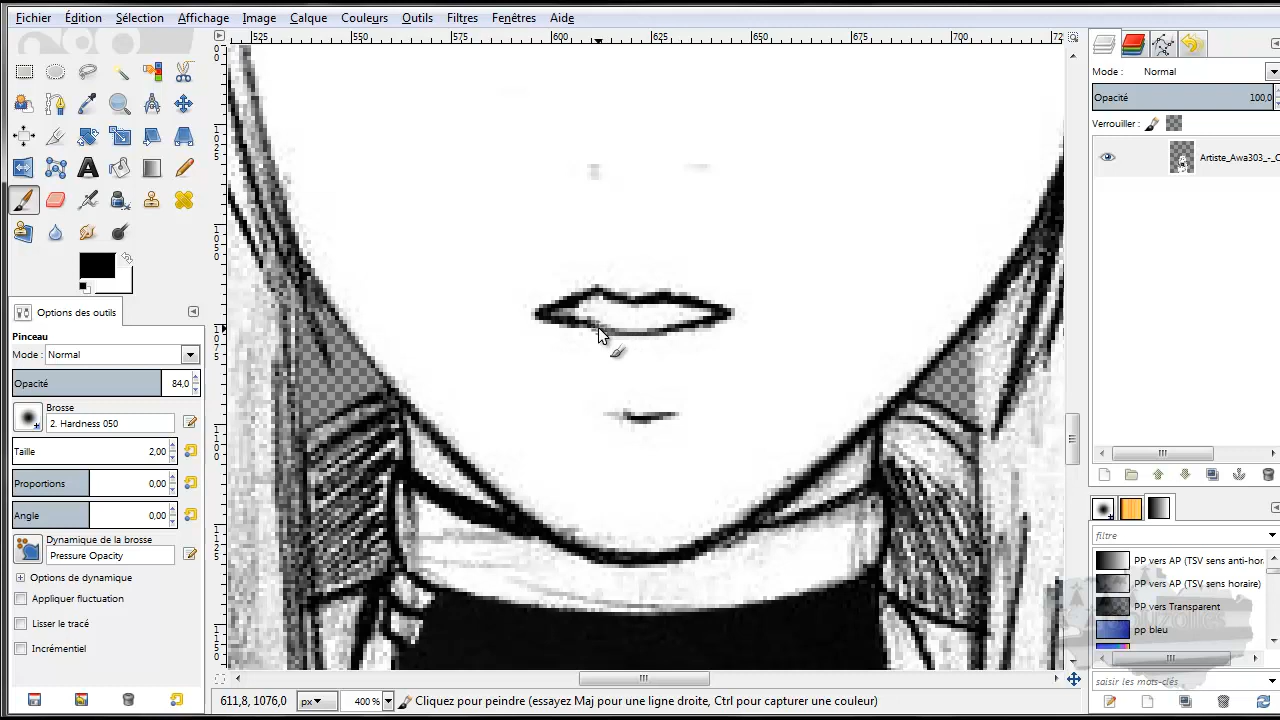 Fichier Édition Sélection Affichage Image Calque Couleurs Outils Filtres Fenêtres Aide
525 550 575 600 625 650 675 700 72
Mode : Normal
Opacité 100,0
Verrouiller :
Artiste_Awa303_-_C
Options des outils
Pinceau
Mode : Normal
Opacité 84,0
Brosse
2. Hardness 050
Taille 2,00
Proportions 0,00
Angle 0,00
Dynamique de la brosse
Pressure Opacity
Options de dynamique
Appliquer fluctuation
Lisser le tracé
Incrémentiel
filtre
PP vers AP (TSV sens anti-hor
PP vers AP (TSV sens horaire)
PP vers Transparent
pp bleu
saisir les mots-clés
611,8, 1076,0 px 400 % Cliquez pour peindre (essayez Maj pour une ligne droite, Ctrl pour capturer une couleur)